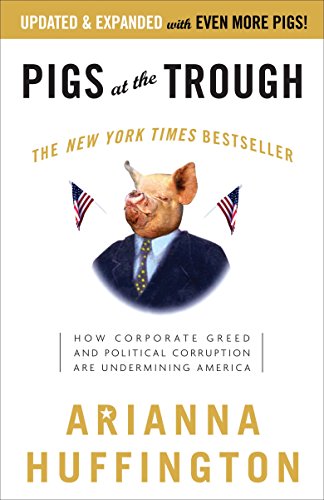 UPDATED & EXPANDED with EVEN MORE PIGS!
PIGS at the TROUGH
THE NEW YORK TIMES BESTSELLER
HOW CORPORATE GREED
AND POLITICAL CORRUPTION
ARE UNDERMINING AMERICA
ARIANNA
HUFFINGTON